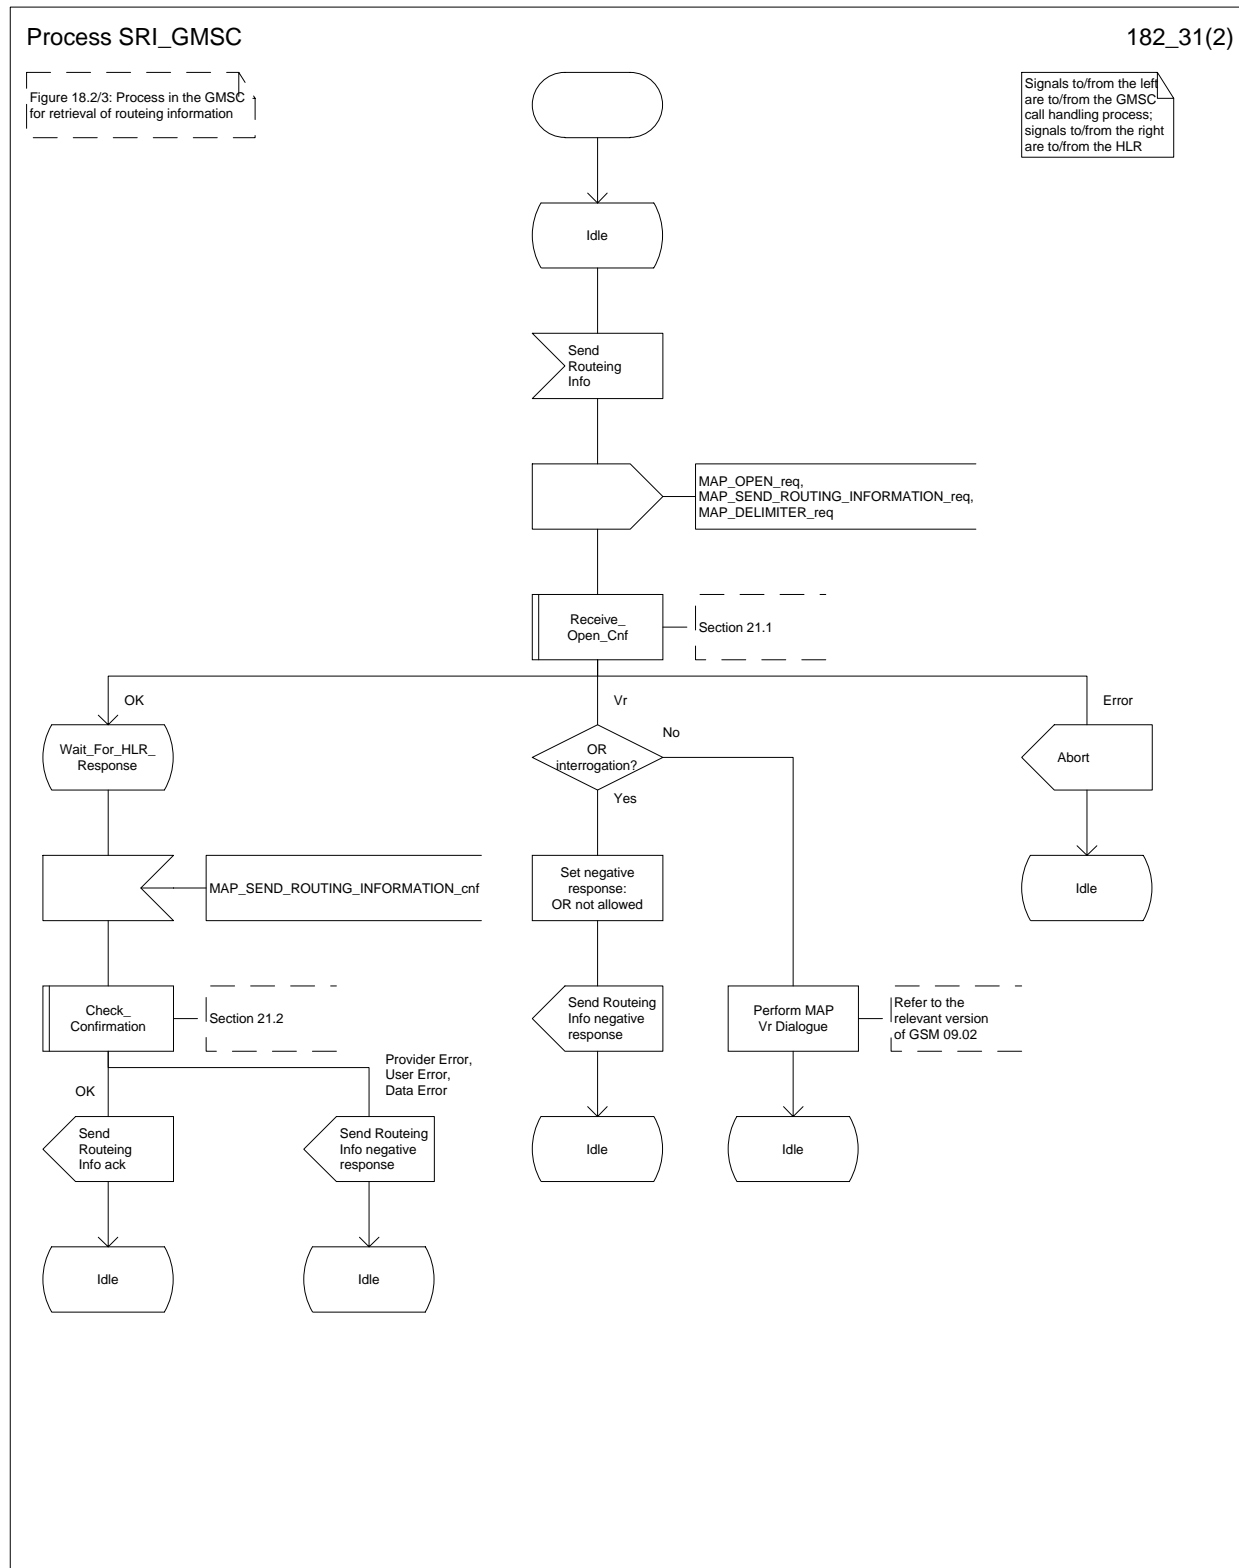 Process SRI_GMSC
182_31(2)
Figure 18.2/3: Process in the GMSC
for retrieval of routeing information
Signals to/from the left
are to/from the GMSC
call handling process;
signals to/from the right
are to/from the HLR
Idle
Send
Routeing
Info
MAP_OPEN_req,
MAP_SEND_ROUTING_INFORMATION_req,
MAP_DELIMITER_req
Receive_
Open_Cnf
Section 21.1
OK
Vr
Error
Wait_For_HLR_
Response
OR
interrogation?
No
Yes
Abort
MAP_SEND_ROUTING_INFORMATION_cnf
Set negative
response:
OR not allowed
Idle
Check_
Confirmation
Section 21.2
Send Routeing
Info negative
response
Perform MAP
Vr Dialogue
Refer to the
relevant version
of GSM 09.02
OK
Provider Error,
User Error,
Data Error
Send
Routeing
Info ack
Send Routeing
Info negative
response
Idle
Idle
Idle
Idle